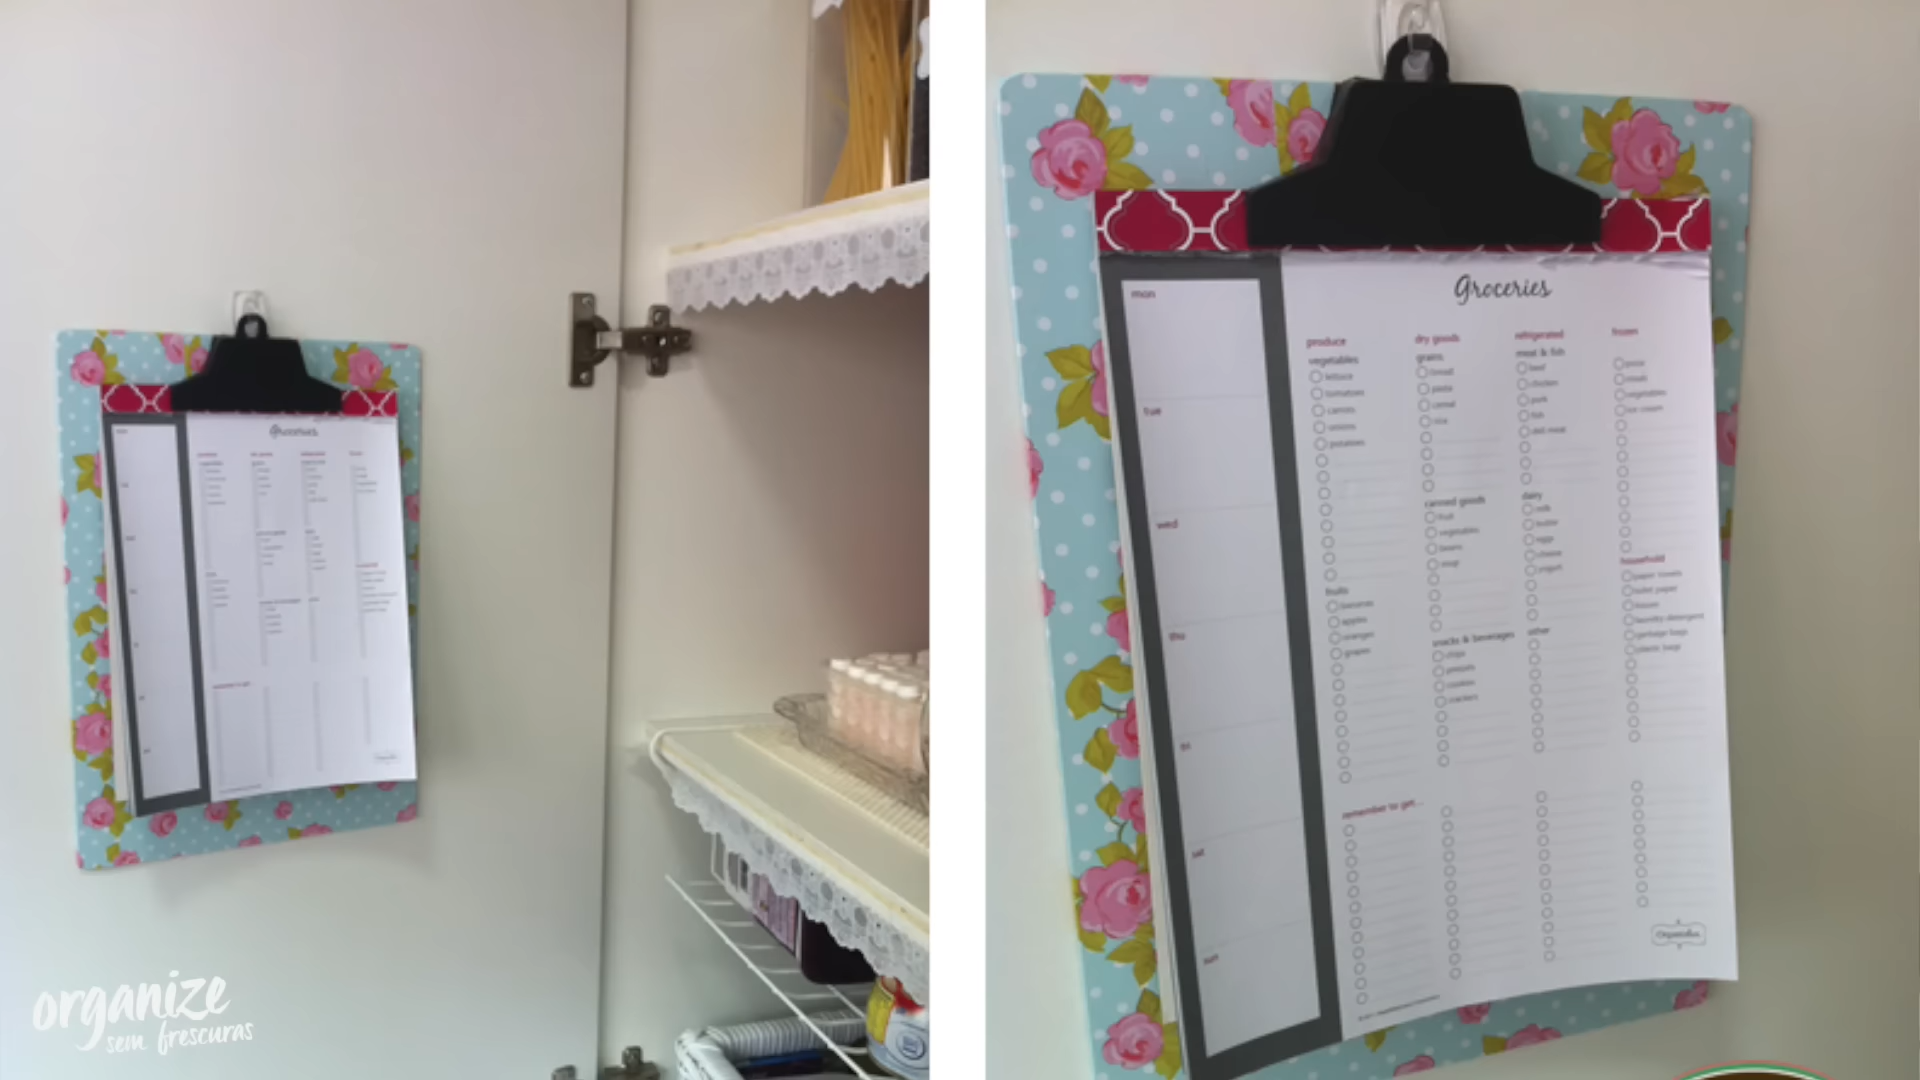 organize
sem frescuras
Groceries
mon
tue
wed
thu
fri
sat
sun
produce
vegetables
lettuce
tomatoes
carrots
onions
potatoes
fruits
bananas
apples
oranges
grapes
dry goods
grains
bread
pasta
cereal
rice
canned goods
fruit
vegetables
beans
soup
snacks & beverages
chips
pretzels
cookies
crackers
refrigerated
meat & fish
beef
chicken
pork
fish
deli meat
dairy
milk
butter
eggs
cheese
yogurt
other
frozen
pizza
meals
vegetables
ice cream
household
paper towels
toilet paper
tissues
laundry detergent
garbage bags
plastic bags
remember to get...